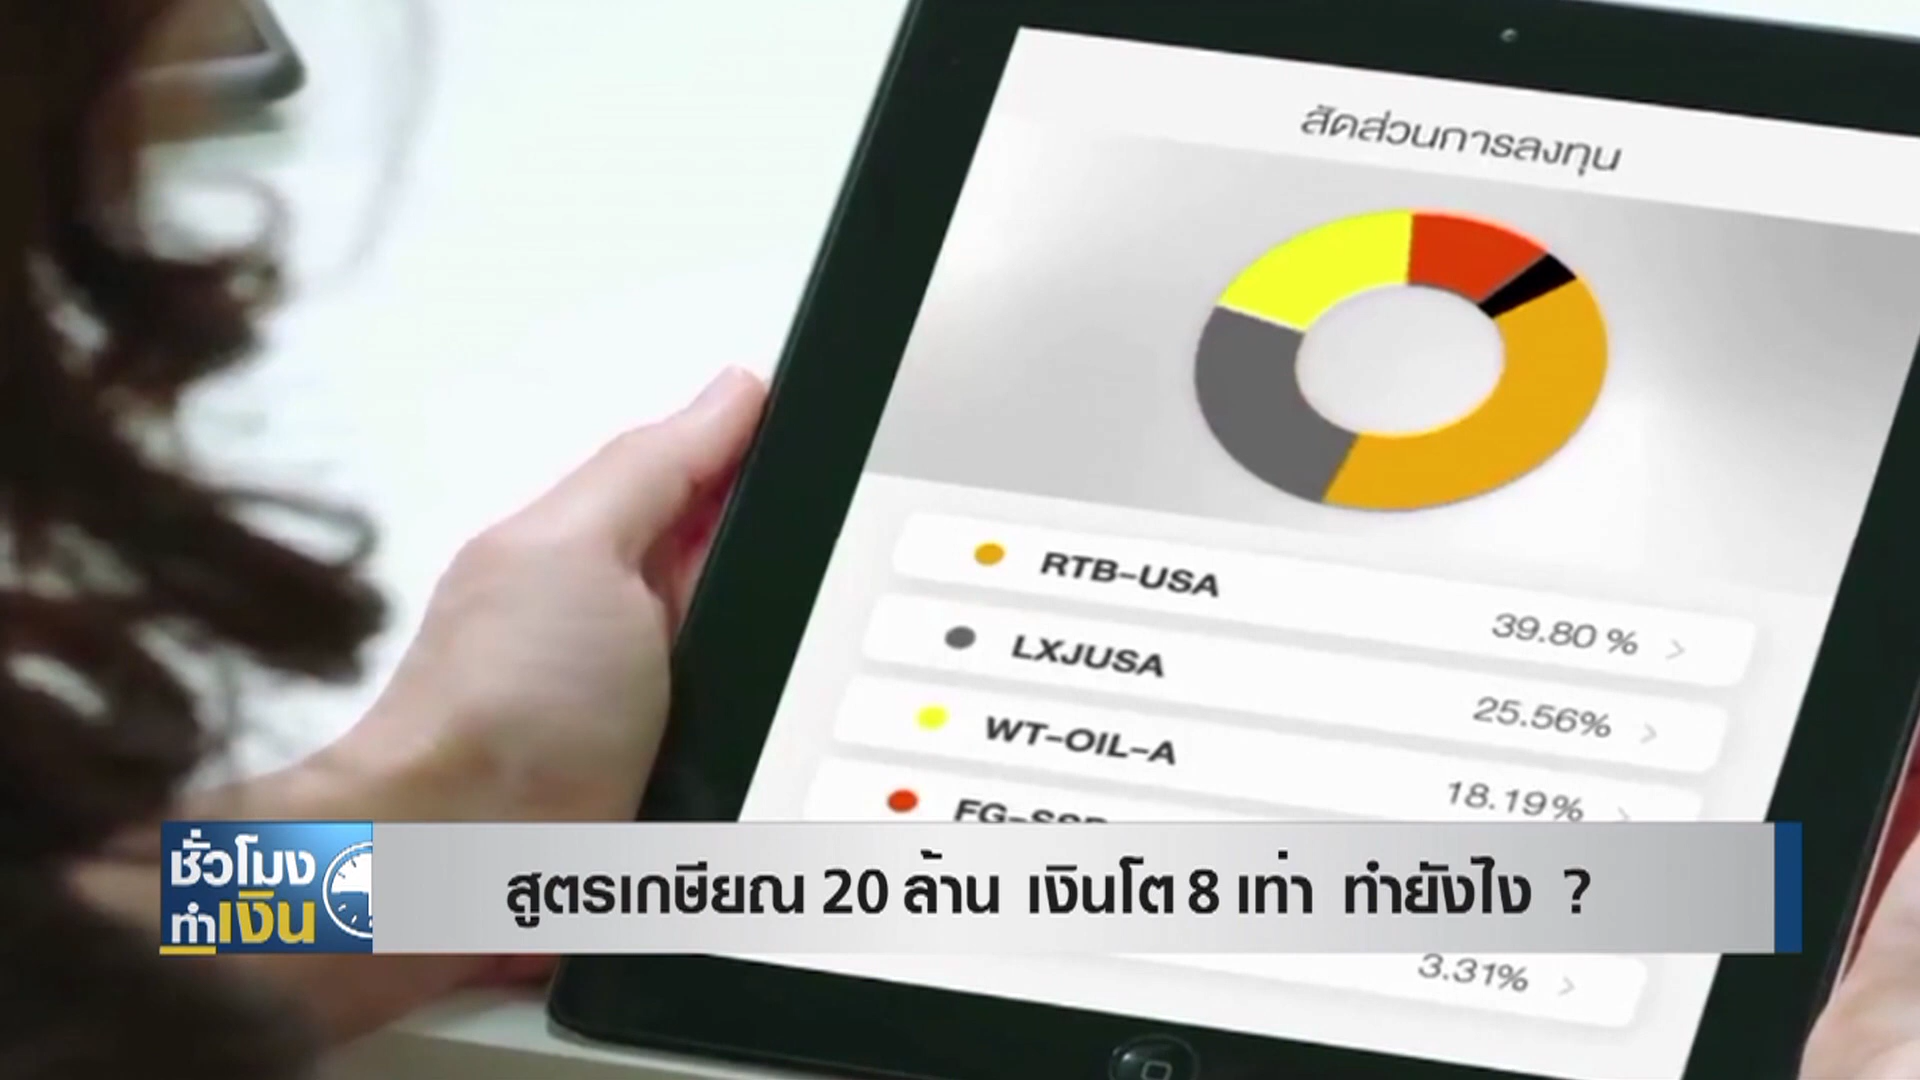 สัดส่วนการลงทุน
RTB-USA 39.80 %
LXJUSA 25.56%
WT-OIL-A 18.19%
ชั่วโมง
ทำเงิน
สูตรเกษียณ 20 ล้าน เงินโต 8 เท่า ทำยังไง ?
3.31%